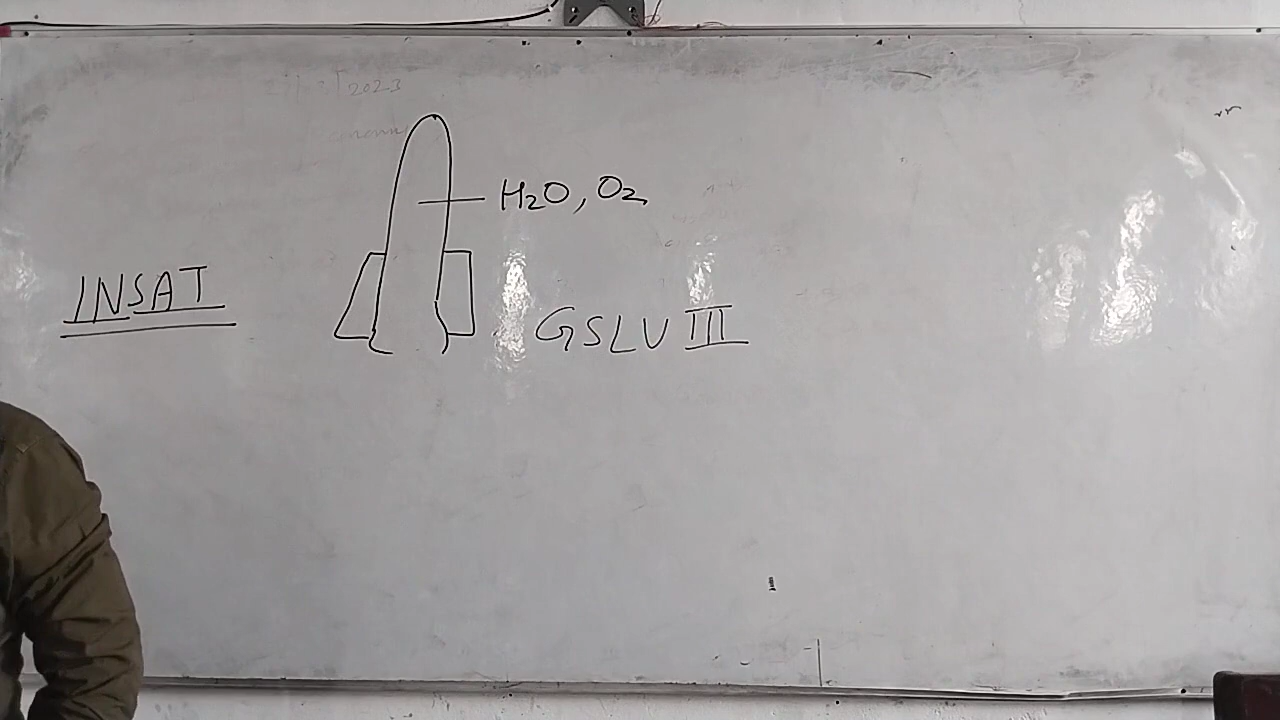 H₂O, O₂
INSAT
GSLV III